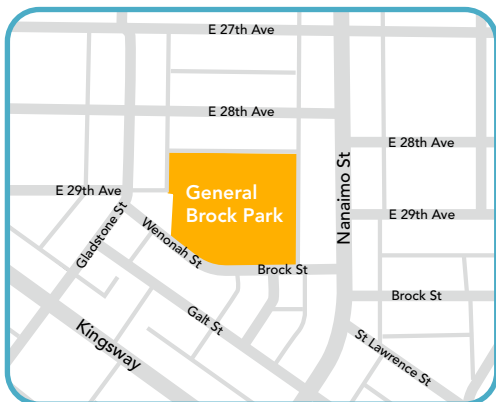 E 27th Ave
E 28th Ave
E 28th Ave
Nanaimo St
E 29th Ave
General
Brock Park
E 29th Ave
Gladstone St
Wenonah St
Brock St
Brock St
Galt St
Kingsway
St Lawrence St